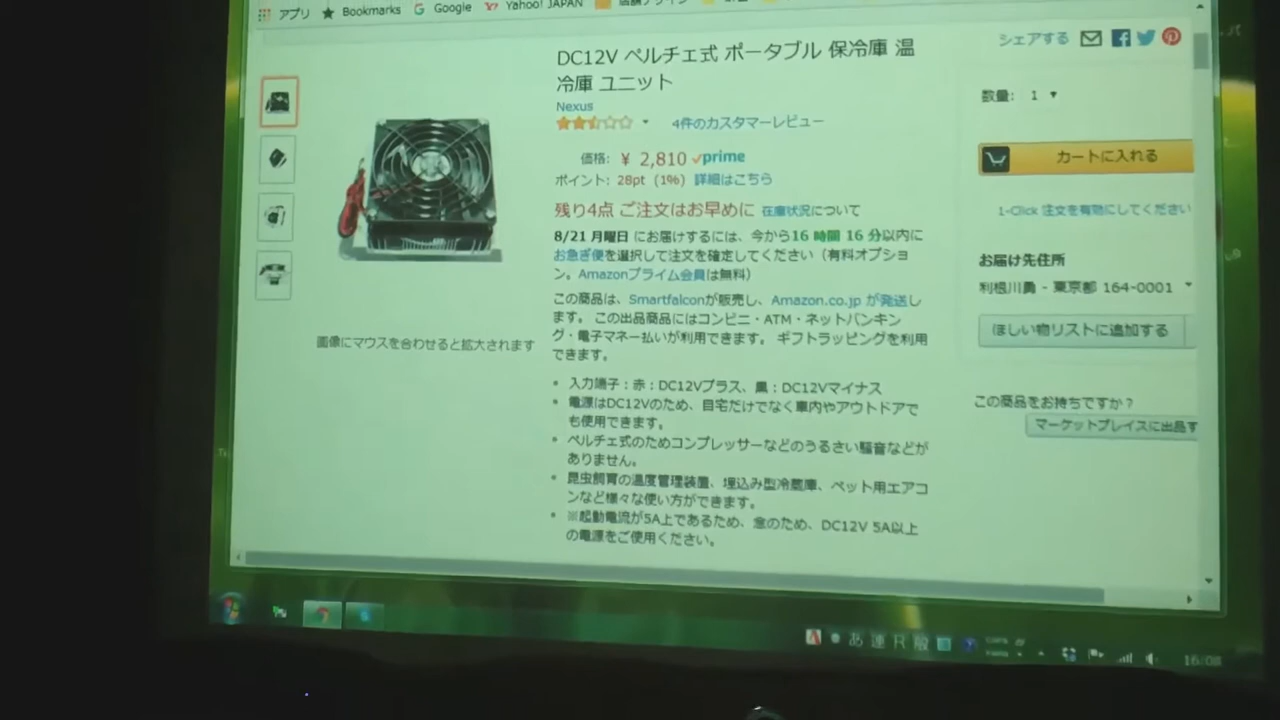 アプリ Bookmarks Google Yahoo! JAPAN
DC12V ペルチェ式 ポータブル 保冷庫 温
冷庫 ユニット
Nexus
4件のカスタマーレビュー
価格: ￥ 2,810 prime
ポイント: 28pt (1%) 詳細はこちら
残り4点 ご注文はお早めに 在庫状況について
8/21 月曜日 にお届けするには、今から16 時間 16 分以内に
お急ぎ便を選択して注文を確定してください（有料オプショ
ン。Amazonプライム会員は無料）
この商品は、Smartfalconが販売し、Amazon.co.jp が発送し
ます。 この出品商品にはコンビニ・ATM・ネットバンキン
グ・電子マネー払いが利用できます。 ギフトラッピングを利用
できます。
画像にマウスを合わせると拡大されます
入力端子：赤：DC12Vプラス、黒：DC12Vマイナス
電源はDC12Vのため、自宅だけでなく車内やアウトドアで
も使用できます。
ペルチェ式のためコンプレッサーなどのうるさい騒音などが
ありません。
昆虫飼育の温度管理装置、埋込み型冷蔵庫、ペット用エアコ
ンなど様々な使い方ができます。
※起動電流が5A上であるため、念のため、DC12V 5A以上
の電源をご使用ください。
シェアする
数量: 1
カートに入れる
1-Click 注文を有効にしてください
お届け先住所
利根川勇 - 東京都 164-0001
ほしい物リストに追加する
この商品をお持ちですか？
マーケットプレイスに出品す
あ 連 R 般
16:08